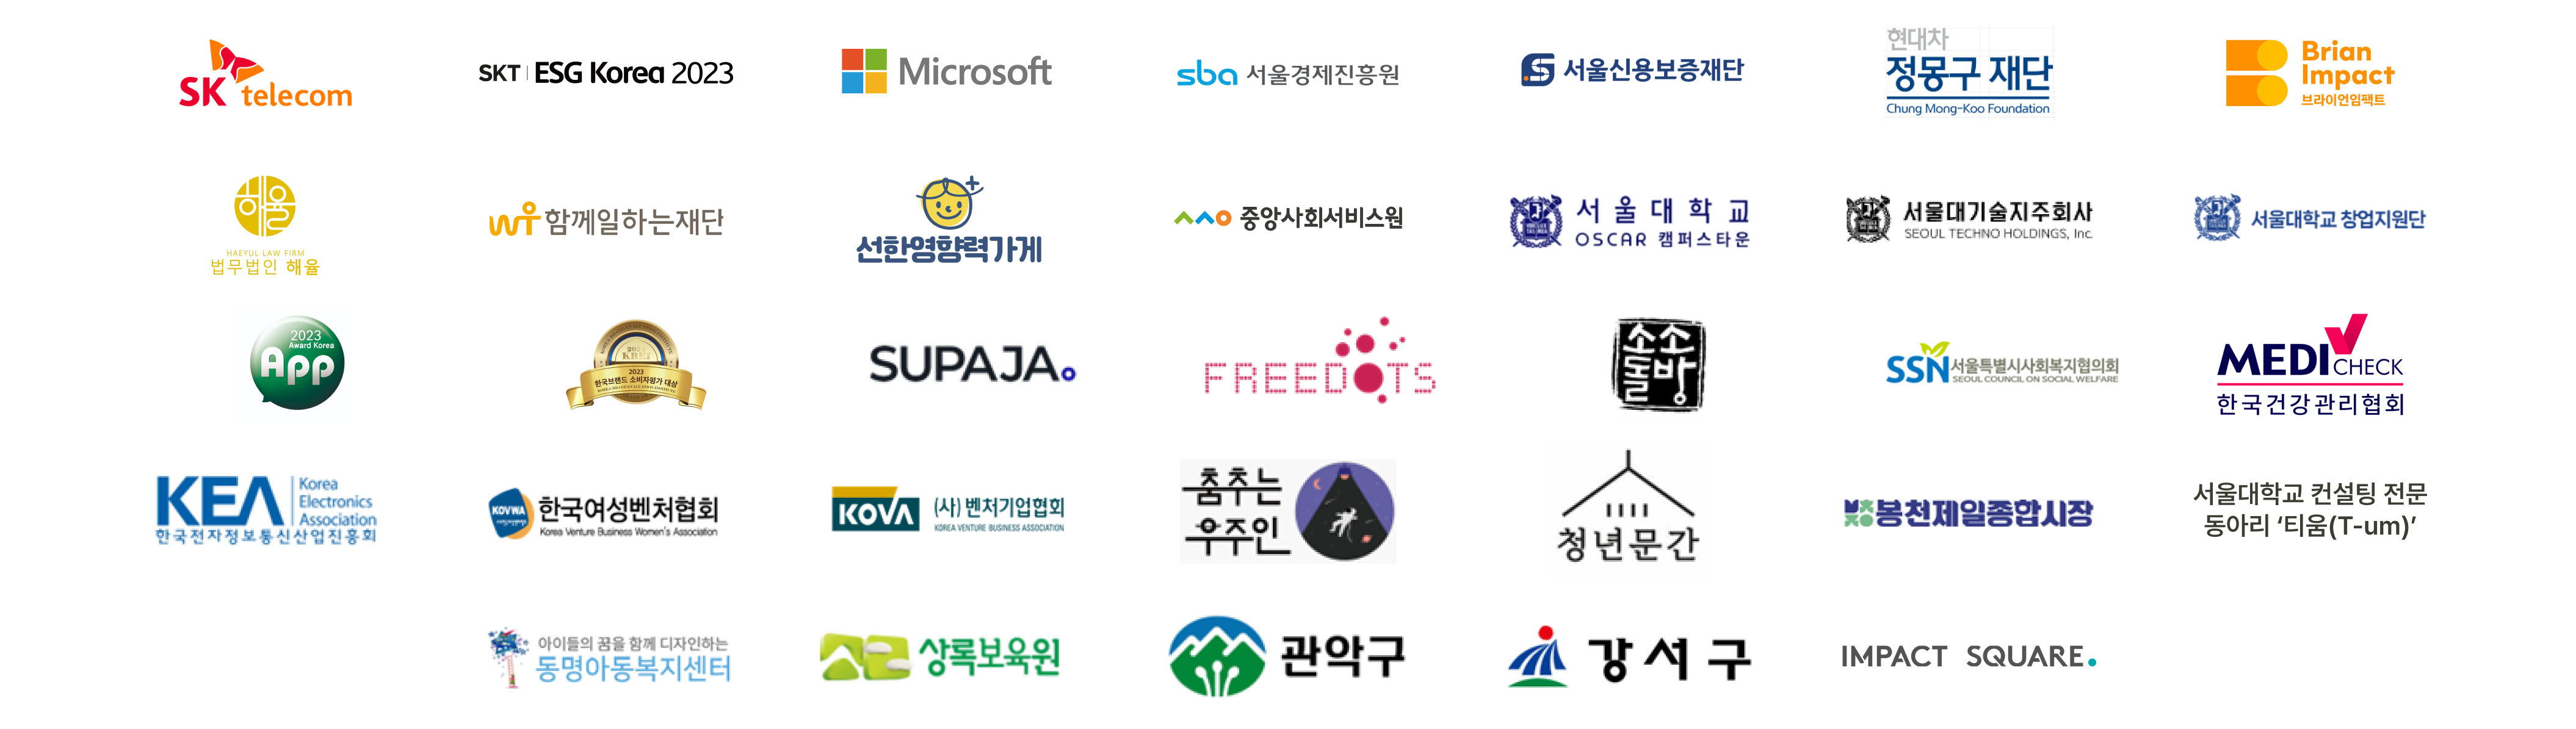 SK telecom
SKT | ESG Korea 2023
Microsoft
sba 서울경제진흥원
서울신용보증재단
현대차
정몽구 재단
Chung Mong-Koo Foundation
Brian
Impact
브라이언임팩트
해율
HAEYUL LAW FIRM
법무법인 해율
함께일하는재단
선한영향력가게
중앙사회서비스원
서울대학교
OSCAR 캠퍼스타운
서울대기술지주회사
SEOUL TECHNO HOLDINGS, Inc.
서울대학교 창업지원단
2023
Award Korea
App
2023
한국브랜드 소비자평가 대상
SUPAJA
FREEDOTS
소소
돌방
SSN 서울특별시사회복지협의회
SEOUL COUNCIL ON SOCIAL WELFARE
MEDI CHECK
한국건강관리협회
KEA Korea
Electronics
Association
한국전자정보통신산업진흥회
KOVWA 한국여성벤처협회
Korea Venture Business Women's Association
KOVA (사)벤처기업협회
KOREA VENTURE BUSINESS ASSOCIATION
춤추는
우주인
청년문간
봉천제일종합시장
서울대학교 컨설팅 전문
동아리 ‘티움(T-um)’
아이들의 꿈을 함께 디자인하는
동명아동복지센터
상록보육원
관악구
강서구
IMPACT SQUARE.